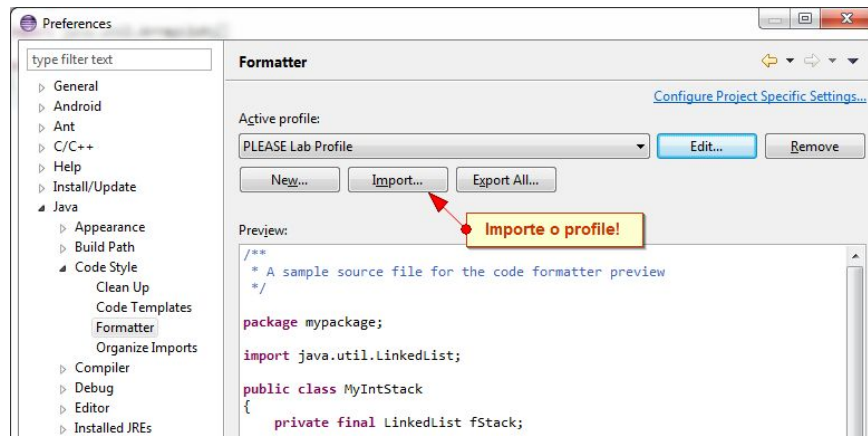 Preferences
type filter text
Formatter
General
Android
Ant
C/C++
Help
Install/Update
Java
Appearance
Build Path
Code Style
Clean Up
Code Templates
Formatter
Organize Imports
Compiler
Debug
Editor
Installed JREs
Configure Project Specific Settings...
Active profile:
PLEASE Lab Profile
Edit...
Remove
New...
Import...
Export All...
Importe o profile!
Preview:
/**
 * A sample source file for the code formatter preview
 */
package mypackage;
import java.util.LinkedList;
public class MyIntStack
{
private final LinkedList fStack;